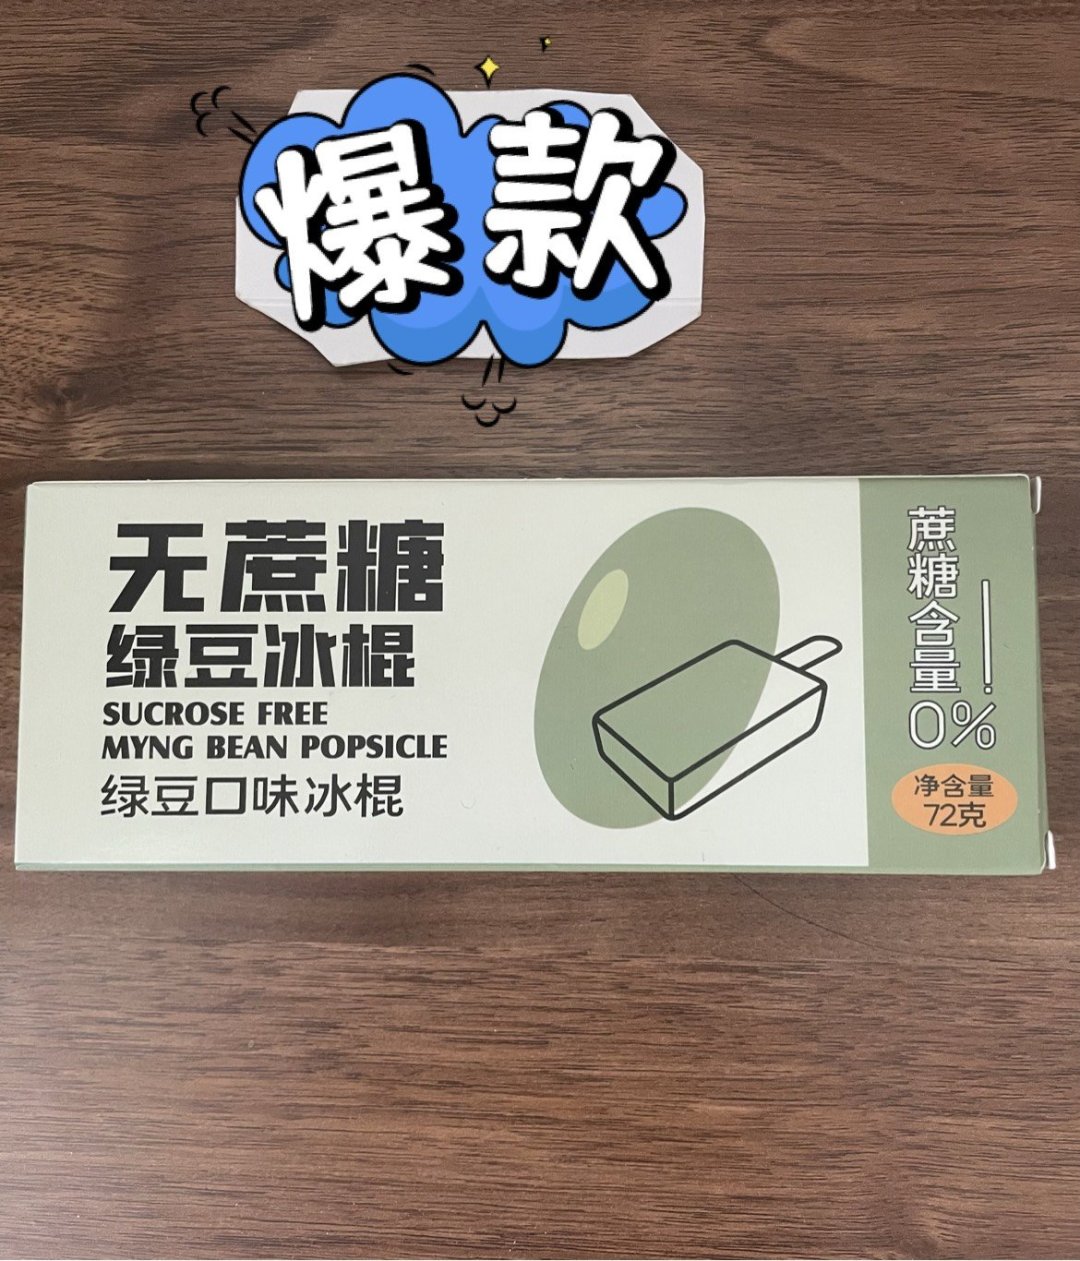 爆款
无蔗糖
绿豆冰棍
SUCROSE FREE
MYNG BEAN POPSICLE
绿豆口味冰棍
蔗糖含量
0%
净含量
72克